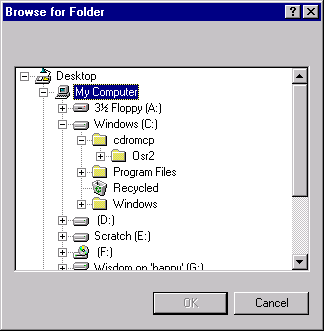 Browse for Folder
Desktop
My Computer
3½ Floppy (A:)
Windows (C:)
cdromcp
Osr2
Program Files
Recycled
Windows
(D:)
Scratch (E:)
(F:)
Wisdom on 'happy' (G:)
OK
Cancel